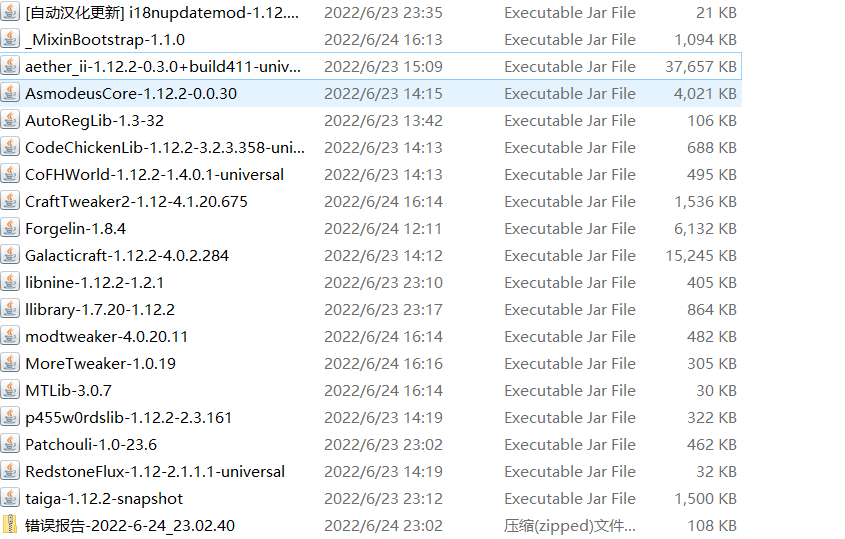 [自动汉化更新] i18nupdatemod-1.12.... 2022/6/23 23:35 Executable Jar File 21 KB
_MixinBootstrap-1.1.0 2022/6/24 16:13 Executable Jar File 1,094 KB
aether_ii-1.12.2-0.3.0+build411-univ... 2022/6/23 15:09 Executable Jar File 37,657 KB
AsmodeusCore-1.12.2-0.0.30 2022/6/23 14:15 Executable Jar File 4,021 KB
AutoRegLib-1.3-32 2022/6/23 13:42 Executable Jar File 106 KB
CodeChickenLib-1.12.2-3.2.3.358-uni... 2022/6/23 14:13 Executable Jar File 688 KB
CoFHWorld-1.12.2-1.4.0.1-universal 2022/6/23 14:13 Executable Jar File 495 KB
CraftTweaker2-1.12-4.1.20.675 2022/6/24 16:14 Executable Jar File 1,536 KB
Forgelin-1.8.4 2022/6/24 12:11 Executable Jar File 6,132 KB
Galacticraft-1.12.2-4.0.2.284 2022/6/23 14:12 Executable Jar File 15,245 KB
libnine-1.12.2-1.2.1 2022/6/23 23:10 Executable Jar File 405 KB
llibrary-1.7.20-1.12.2 2022/6/23 23:17 Executable Jar File 864 KB
modtweaker-4.0.20.11 2022/6/24 16:14 Executable Jar File 482 KB
MoreTweaker-1.0.19 2022/6/24 16:16 Executable Jar File 305 KB
MTLib-3.0.7 2022/6/24 16:14 Executable Jar File 30 KB
p455w0rdslib-1.12.2-2.3.161 2022/6/23 14:19 Executable Jar File 322 KB
Patchouli-1.0-23.6 2022/6/23 23:02 Executable Jar File 462 KB
RedstoneFlux-1.12-2.1.1.1-universal 2022/6/23 14:19 Executable Jar File 32 KB
taiga-1.12.2-snapshot 2022/6/23 23:12 Executable Jar File 1,500 KB
错误报告-2022-6-24_23.02.40 2022/6/24 23:02 压缩(zipped)文件... 108 KB